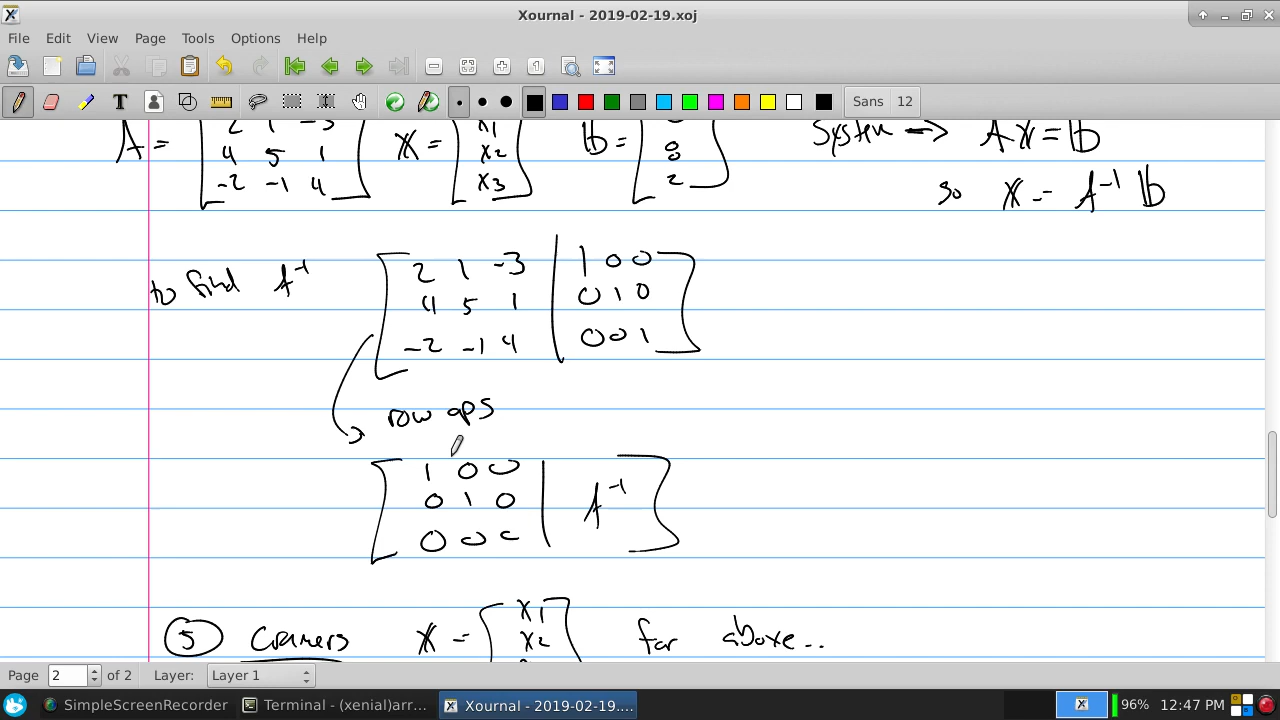 Xournal - 2019-02-19.xoj
File Edit View Page Tools Options Help
Sans 12
A = 2 1 -3 X = x1 b = System => AX = b
4 5 1 x2 8
-2 -1 4 x3 2 so X = A⁻¹ b
to find A⁻¹ 2 1 -3 | 1 0 0
4 5 1 | 0 1 0
-2 -1 4 | 0 0 1
row ops
1 0 0 | A⁻¹
0 1 0
0 0 0
5 Cramers X = x1 for above..
x2
Page 2 of 2 Layer: Layer 1
SimpleScreenRecorder Terminal - (xenial)arr... Xournal - 2019-02-19.... 96% 12:47 PM